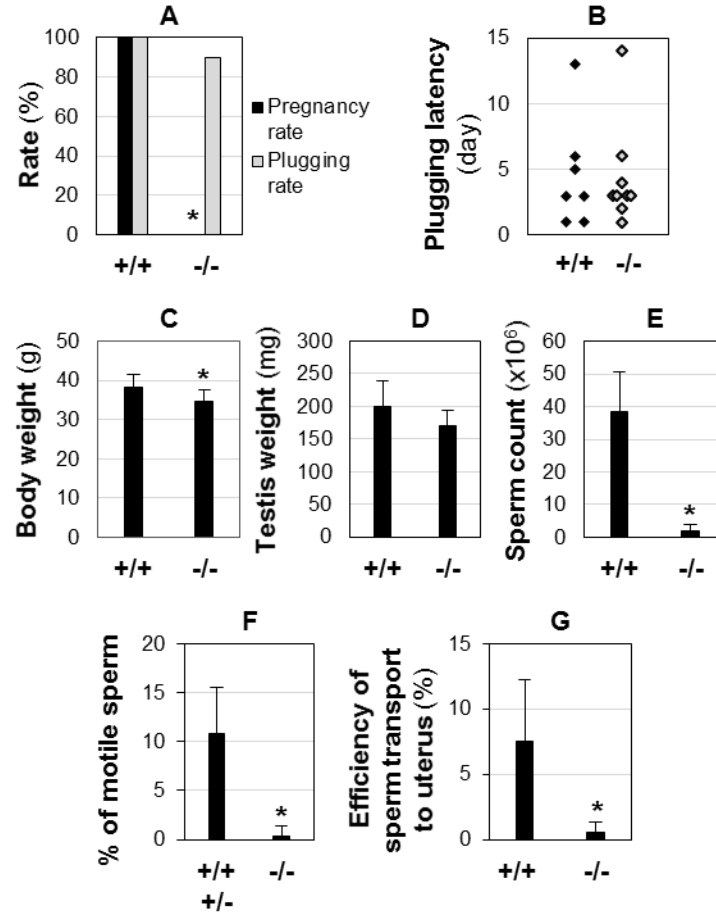 A
Rate (%)
100
80
60
40
20
0
*
+/+ -/-
Pregnancy
rate
Plugging
rate
B
Plugging latency
(day)
15
10
5
0
+/+ -/-
C
Body weight (g)
50
40
30
20
10
0
*
+/+ -/-
D
Testis weight (mg)
300
250
200
150
100
50
0
+/+ -/-
E
Sperm count (x10⁶)
60
50
40
30
20
10
0
*
+/+ -/-
F
% of motile sperm
20
15
10
5
0
*
+/+ -/-
+/-
G
Efficiency of
sperm transport
to uterus (%)
15
10
5
0
*
+/+ -/-